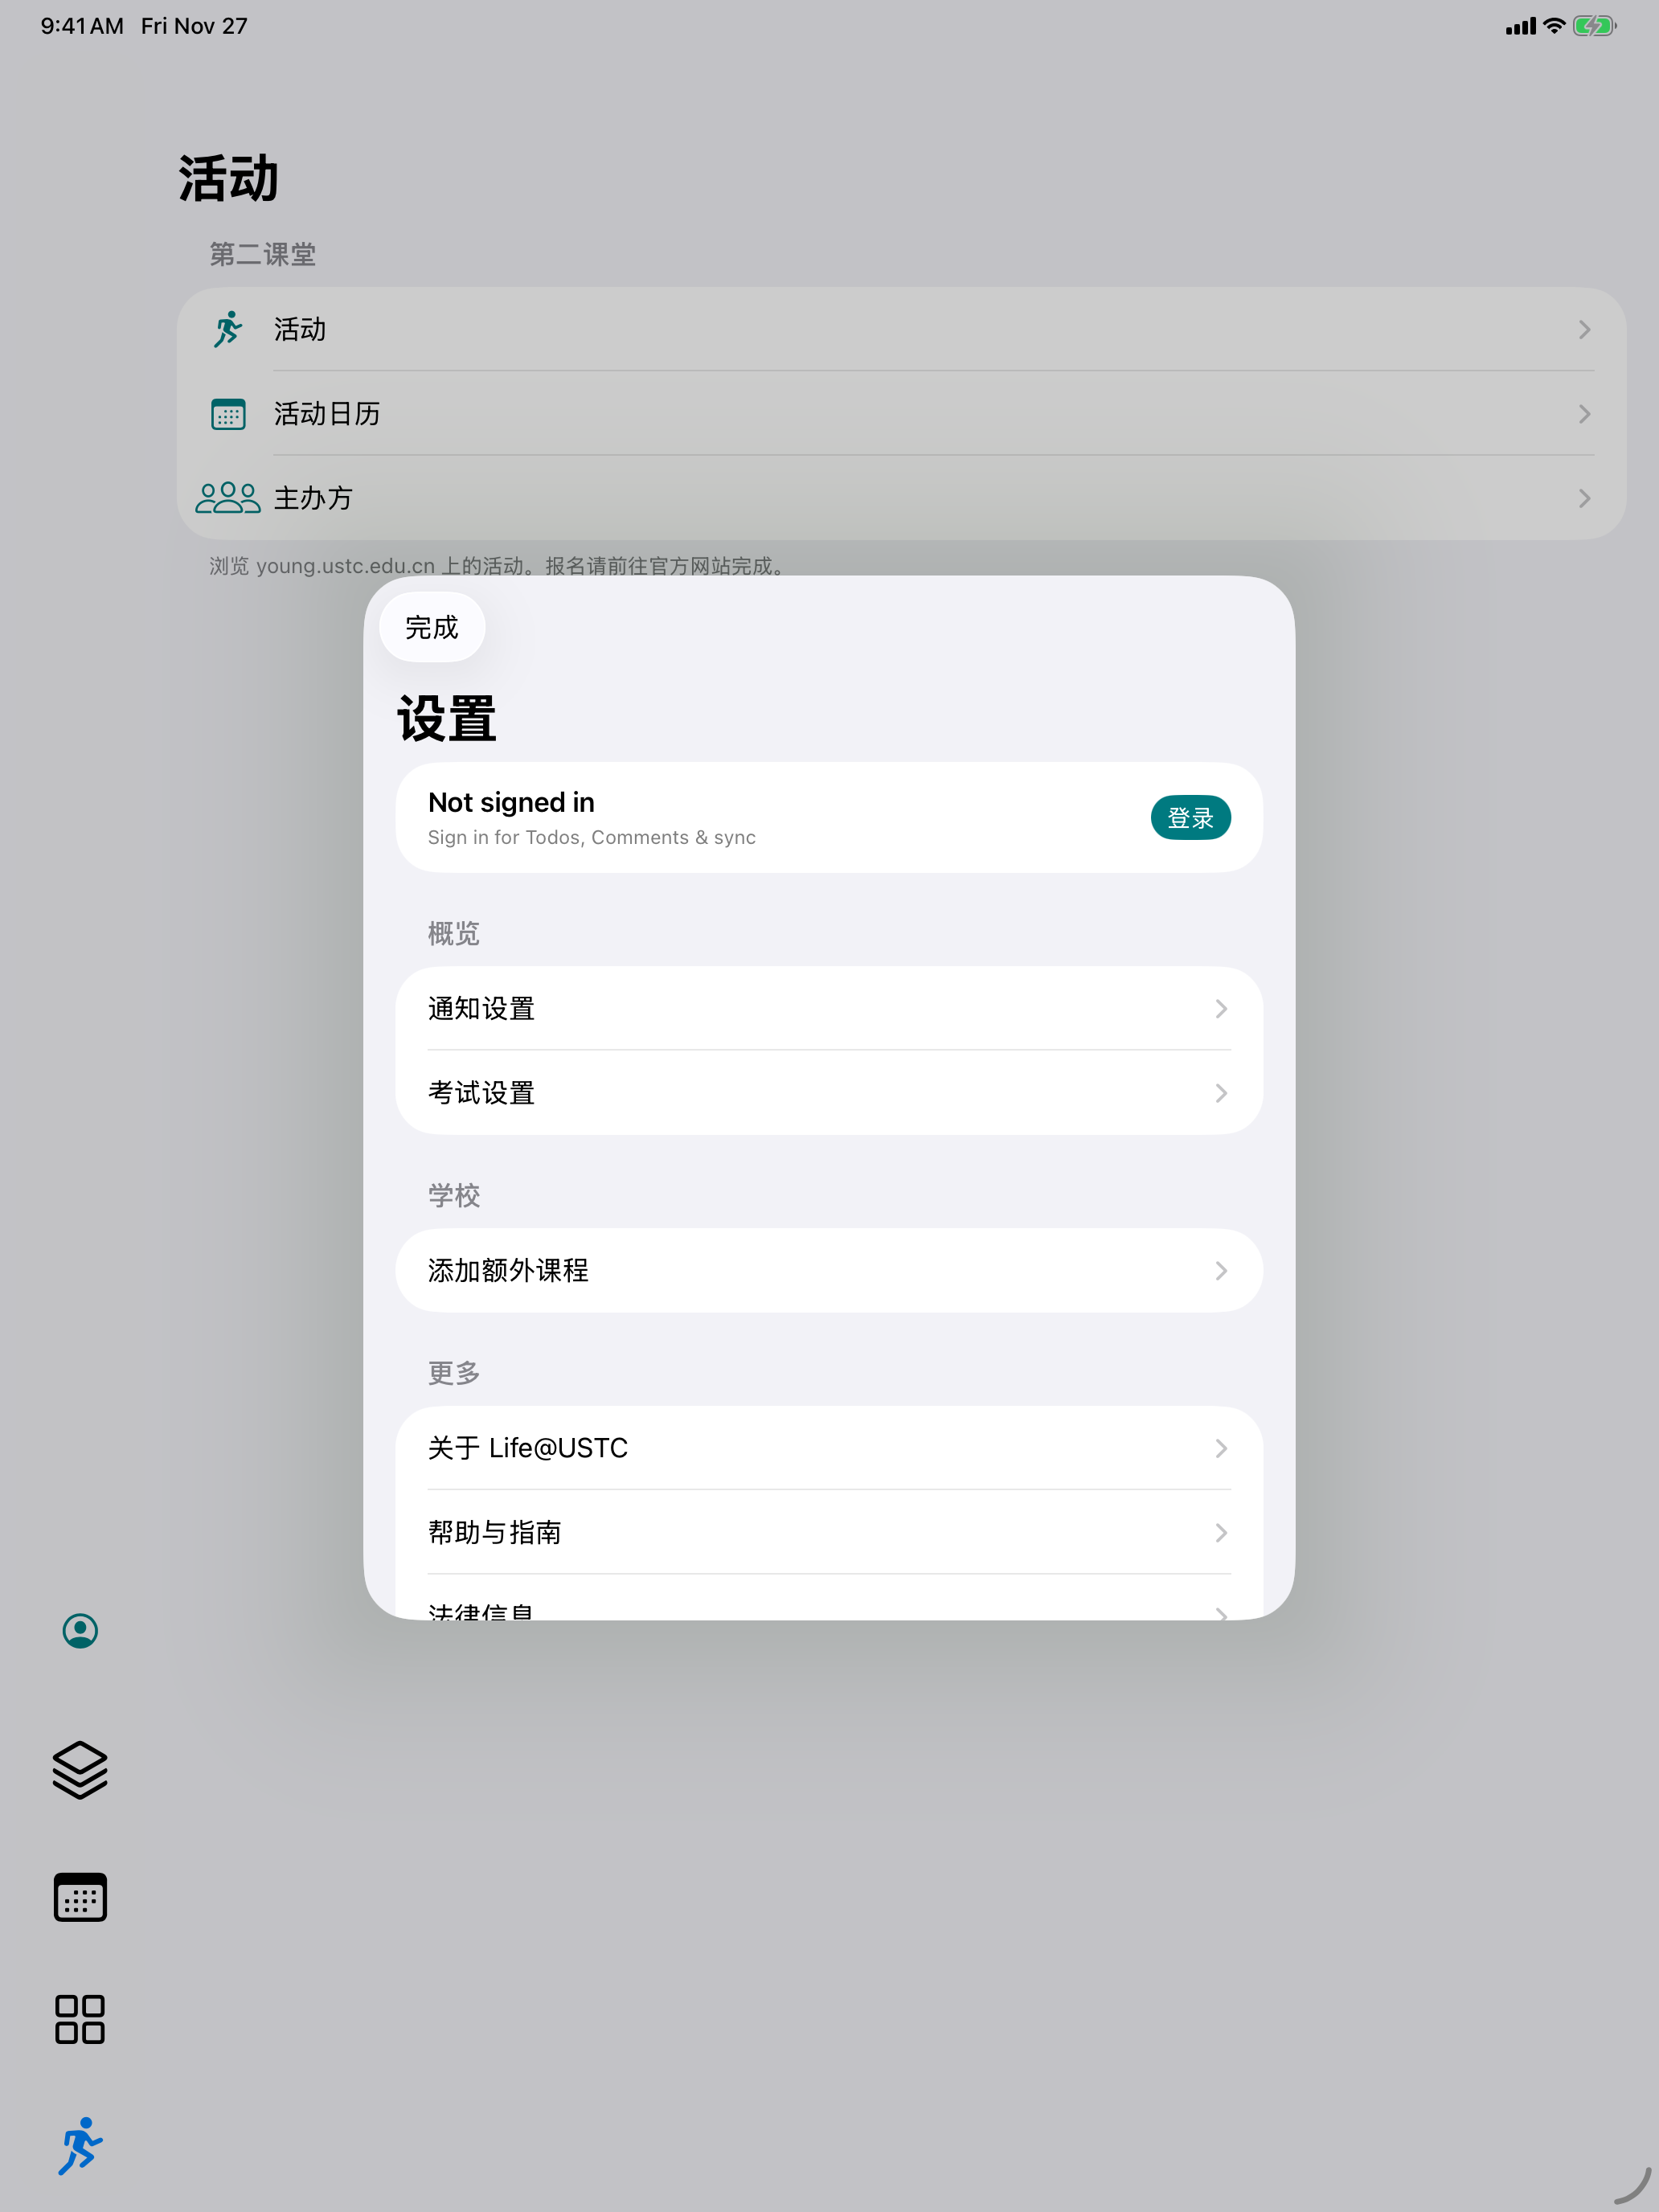 9:41 AM Fri Nov 27
活动
第二课堂
活动
活动日历
主办方
浏览 young.ustc.edu.cn 上的活动。报名请前往官方网站完成。
完成
设置
Not signed in
Sign in for Todos, Comments & sync
登录
概览
通知设置
考试设置
学校
添加额外课程
更多
关于 Life@USTC
帮助与指南
法律信息